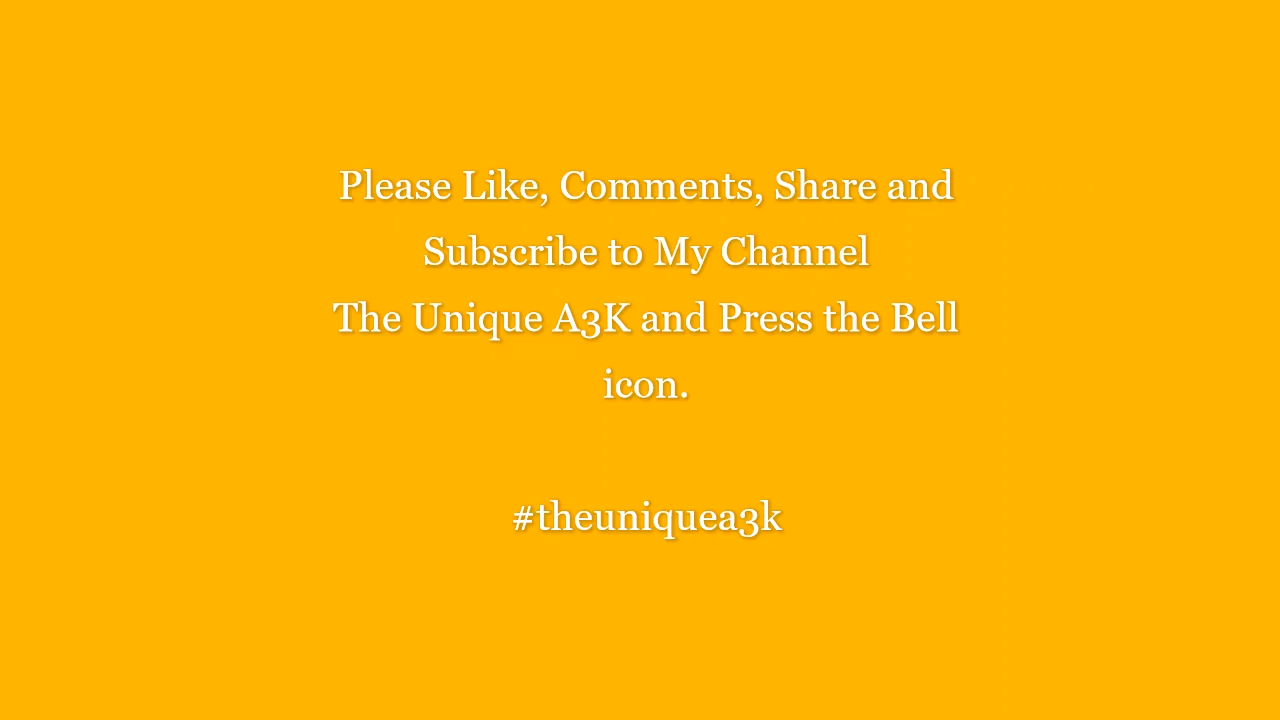 Please Like, Comments, Share and
Subscribe to My Channel
The Unique A3K and Press the Bell
icon.
#theuniquea3k